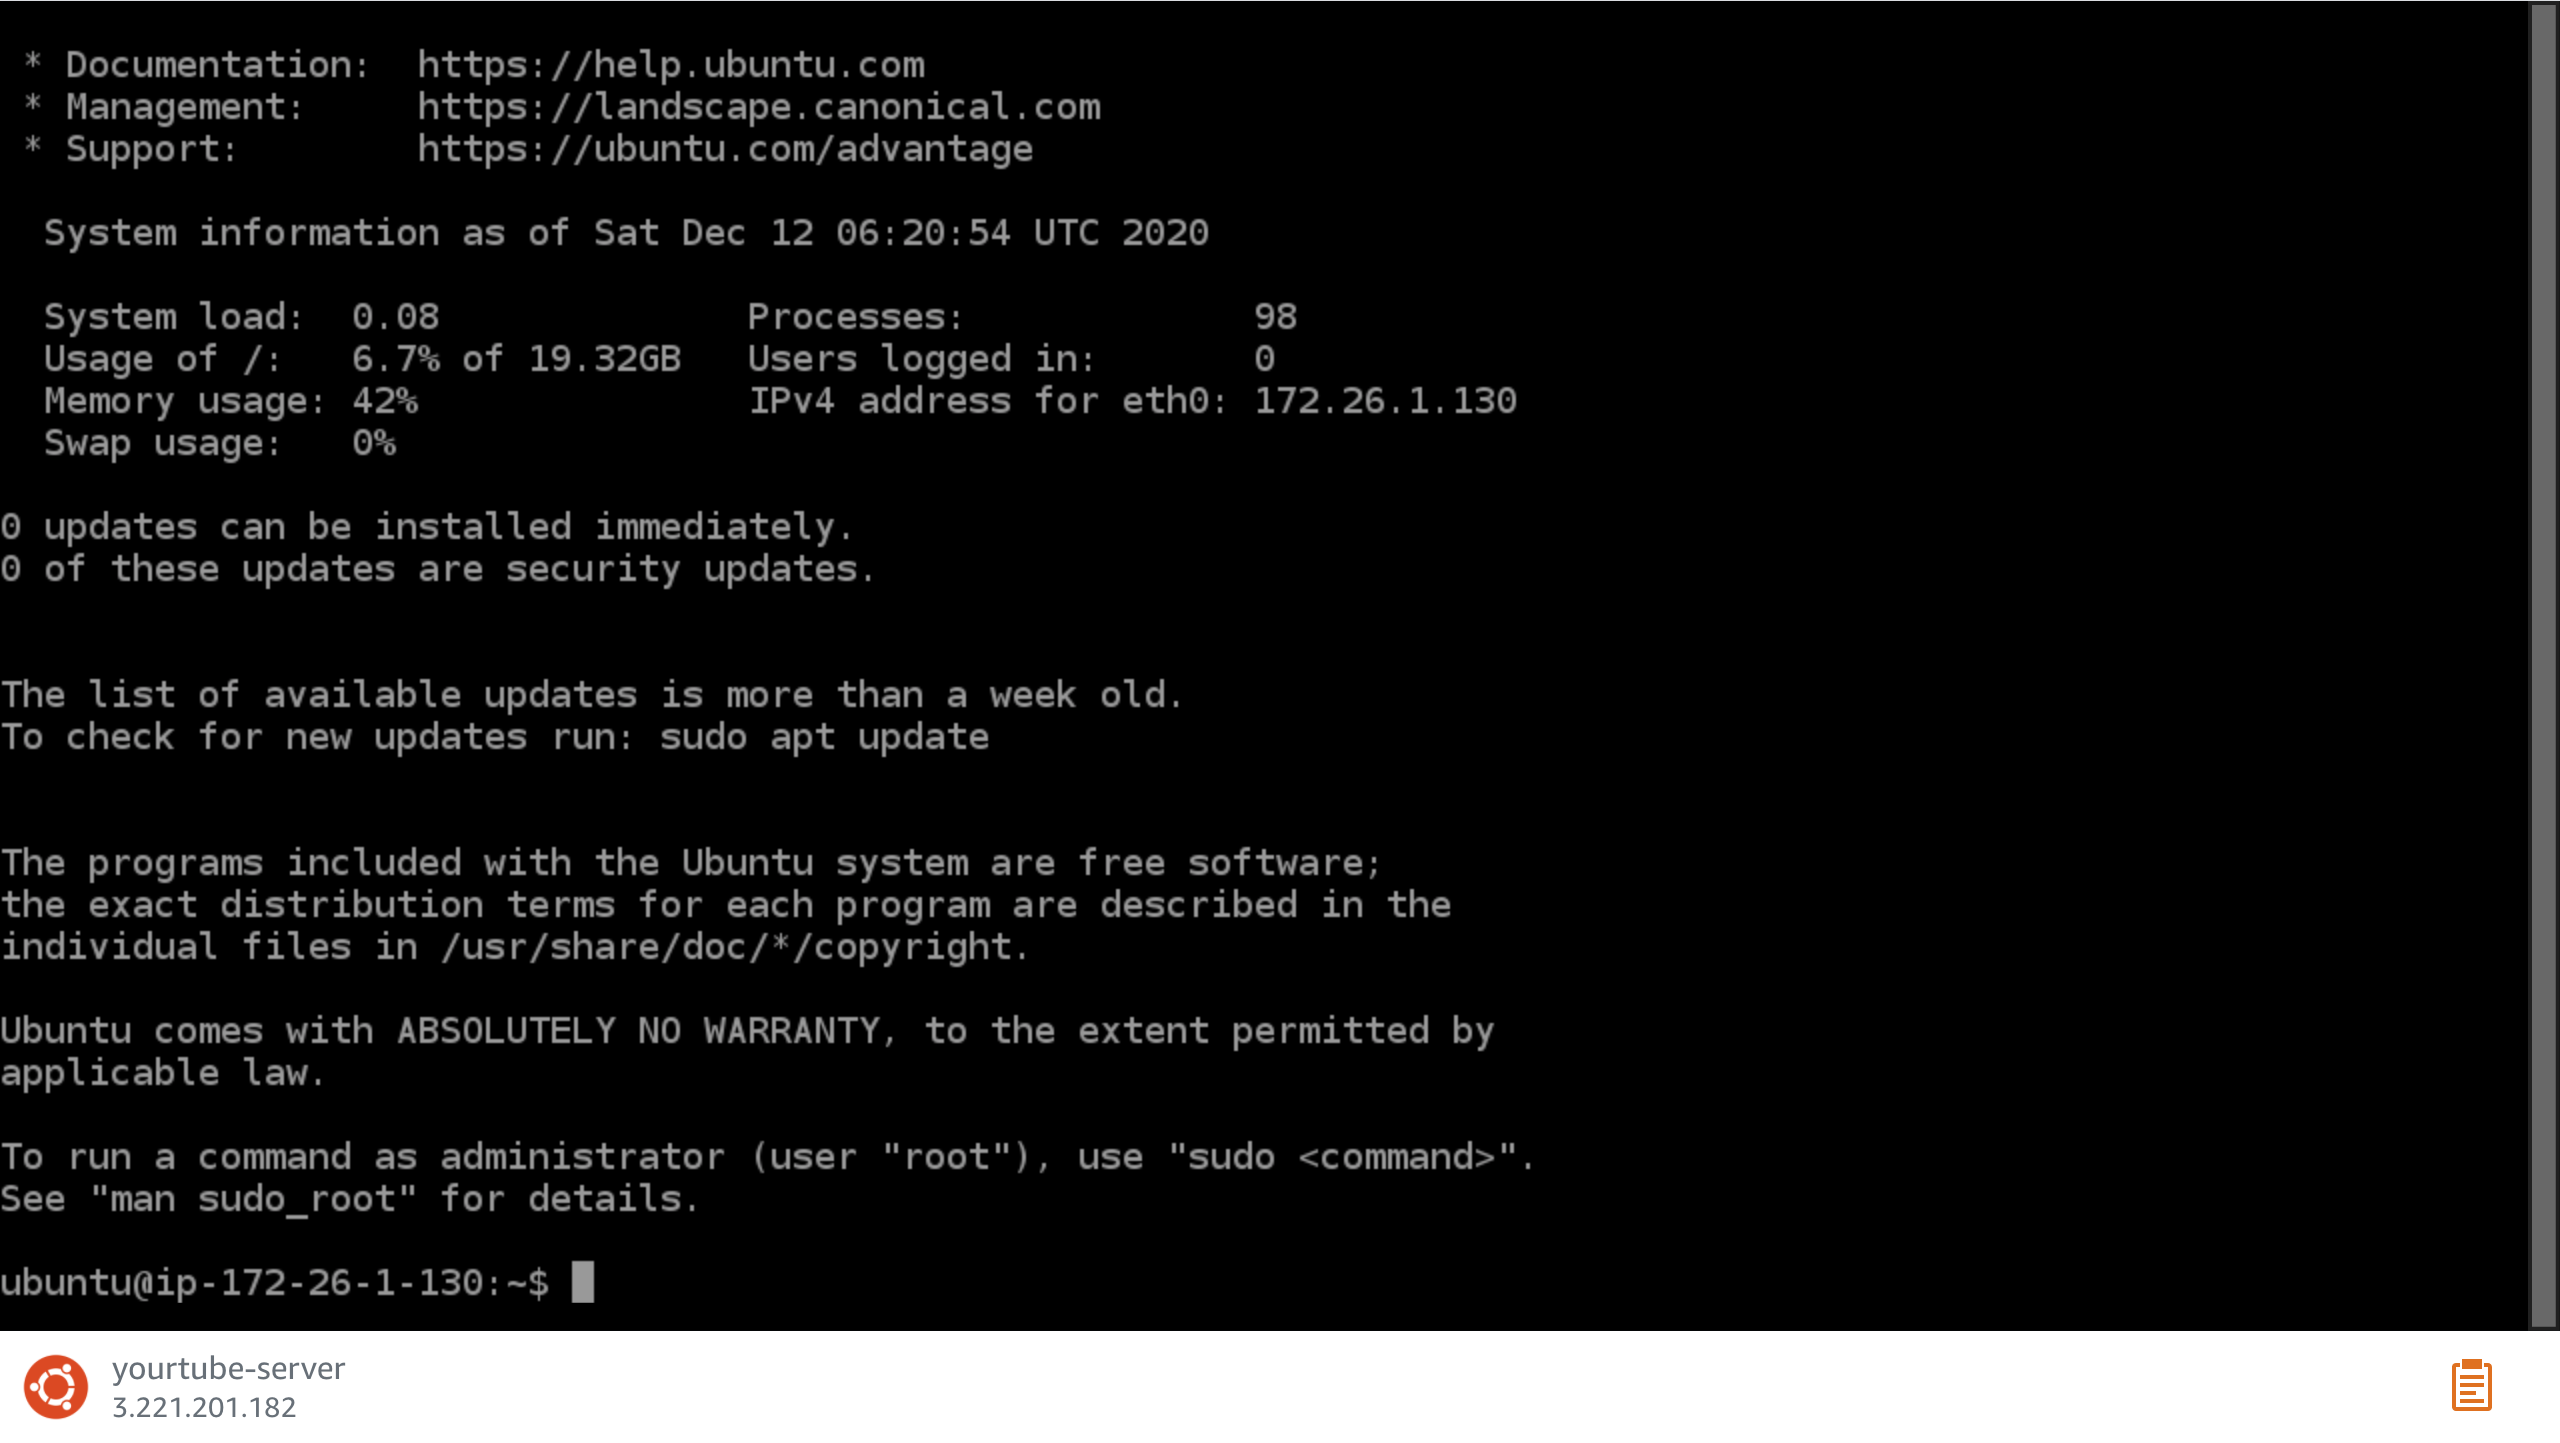 * Documentation:  https://help.ubuntu.com
* Management:     https://landscape.canonical.com
* Support:        https://ubuntu.com/advantage
System information as of Sat Dec 12 06:20:54 UTC 2020
System load:  0.08              Processes:             98
Usage of /:   6.7% of 19.32GB   Users logged in:       0
Memory usage: 42%               IPv4 address for eth0: 172.26.1.130
Swap usage:   0%
0 updates can be installed immediately.
0 of these updates are security updates.
The list of available updates is more than a week old.
To check for new updates run: sudo apt update
The programs included with the Ubuntu system are free software;
the exact distribution terms for each program are described in the
individual files in /usr/share/doc/*/copyright.
Ubuntu comes with ABSOLUTELY NO WARRANTY, to the extent permitted by
applicable law.
To run a command as administrator (user "root"), use "sudo <command>".
See "man sudo_root" for details.
ubuntu@ip-172-26-1-130:~$
yourtube-server
3.221.201.182